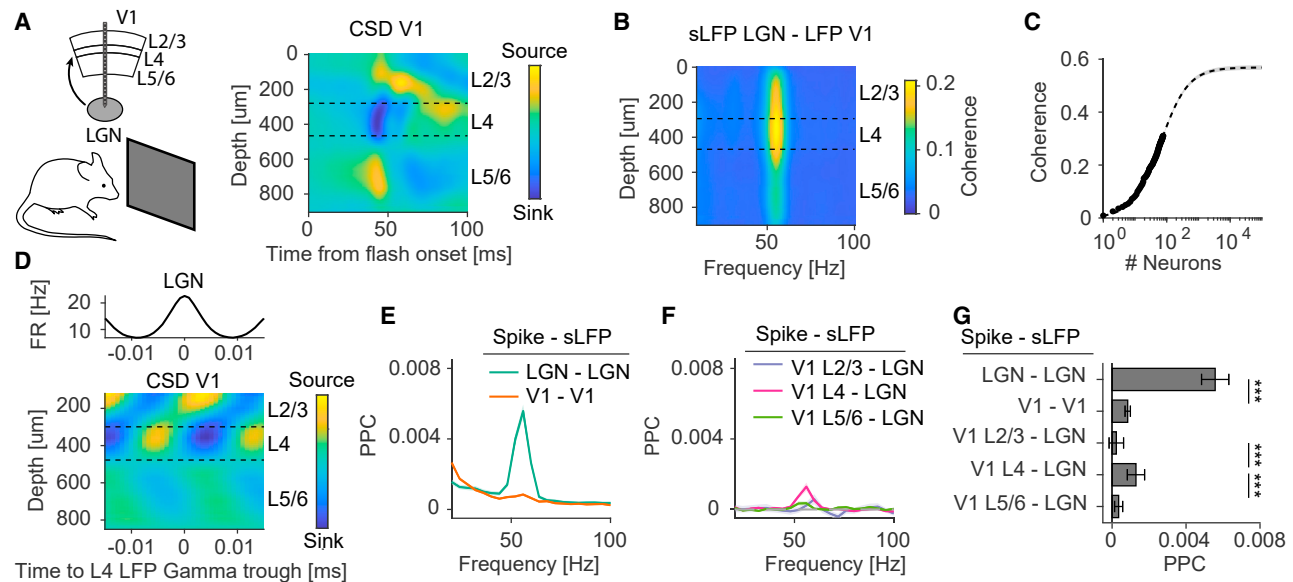 A
V1
L2/3
L4
L5/6
LGN
CSD V1
Source
0
200
400
600
800
Depth [um]
L2/3
L4
L5/6
Sink
0
50
100
Time from flash onset [ms]
B
sLFP LGN - LFP V1
0
200
400
600
800
Depth [um]
L2/3
L4
L5/6
0.2
0.1
0
Coherence
50
100
Frequency [Hz]
C
0.6
0.4
0.2
0
Coherence
10^0
10^2
10^4
# Neurons
D
LGN
20
10
FR [Hz]
-0.01
0
0.01
CSD V1
Source
200
400
600
800
Depth [um]
L2/3
L4
L5/6
Sink
-0.01
0
0.01
Time to L4 LFP Gamma trough [ms]
E
Spike - sLFP
LGN - LGN
V1 - V1
0.008
0.004
0
PPC
50
100
Frequency [Hz]
F
Spike - sLFP
V1 L2/3 - LGN
V1 L4 - LGN
V1 L5/6 - LGN
0.008
0.004
0
PPC
50
100
Frequency [Hz]
G
Spike - sLFP
LGN - LGN
V1 - V1
V1 L2/3 - LGN
V1 L4 - LGN
V1 L5/6 - LGN
***
***
***
0
0.004
0.008
PPC